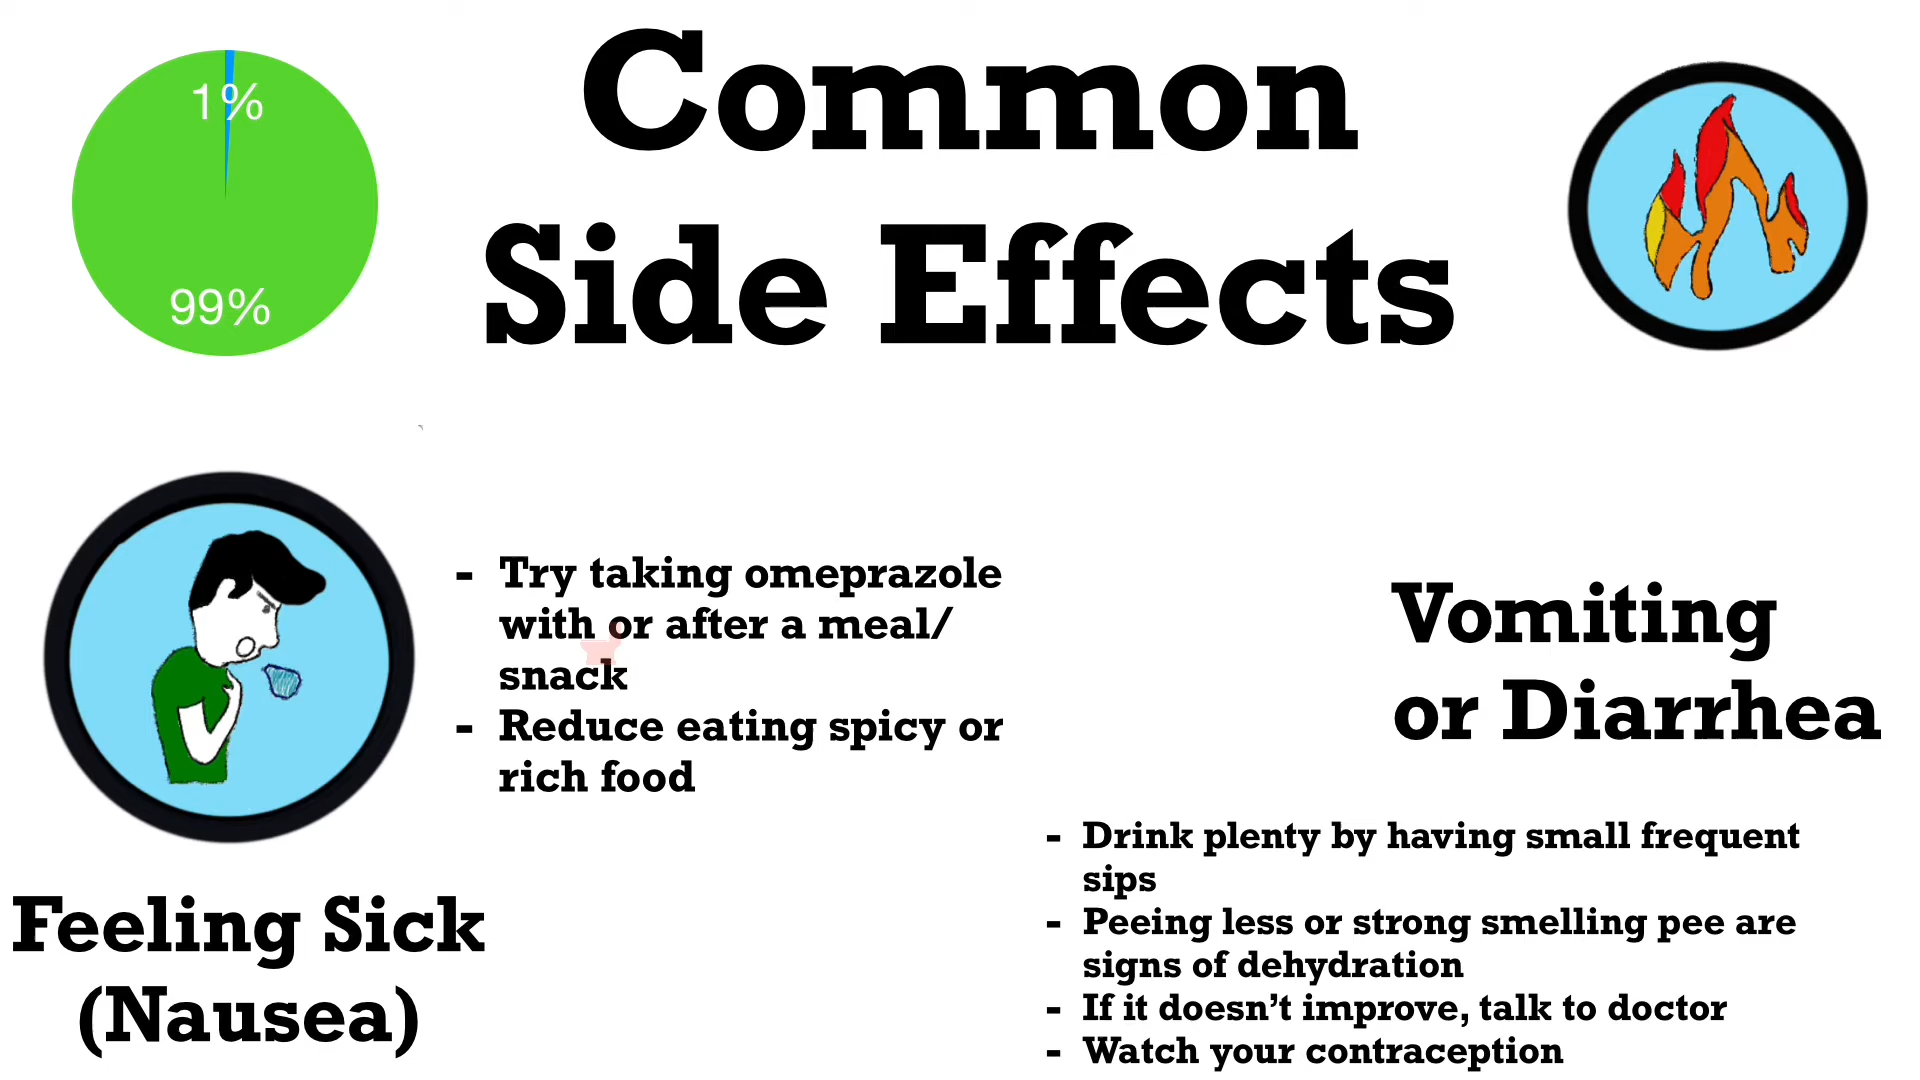 1%
99%
Common
Side Effects
- Try taking omeprazole
with or after a meal/
snack
- Reduce eating spicy or
rich food
Feeling Sick
(Nausea)
Vomiting
or Diarrhea
- Drink plenty by having small frequent
sips
- Peeing less or strong smelling pee are
signs of dehydration
- If it doesn’t improve, talk to doctor
- Watch your contraception